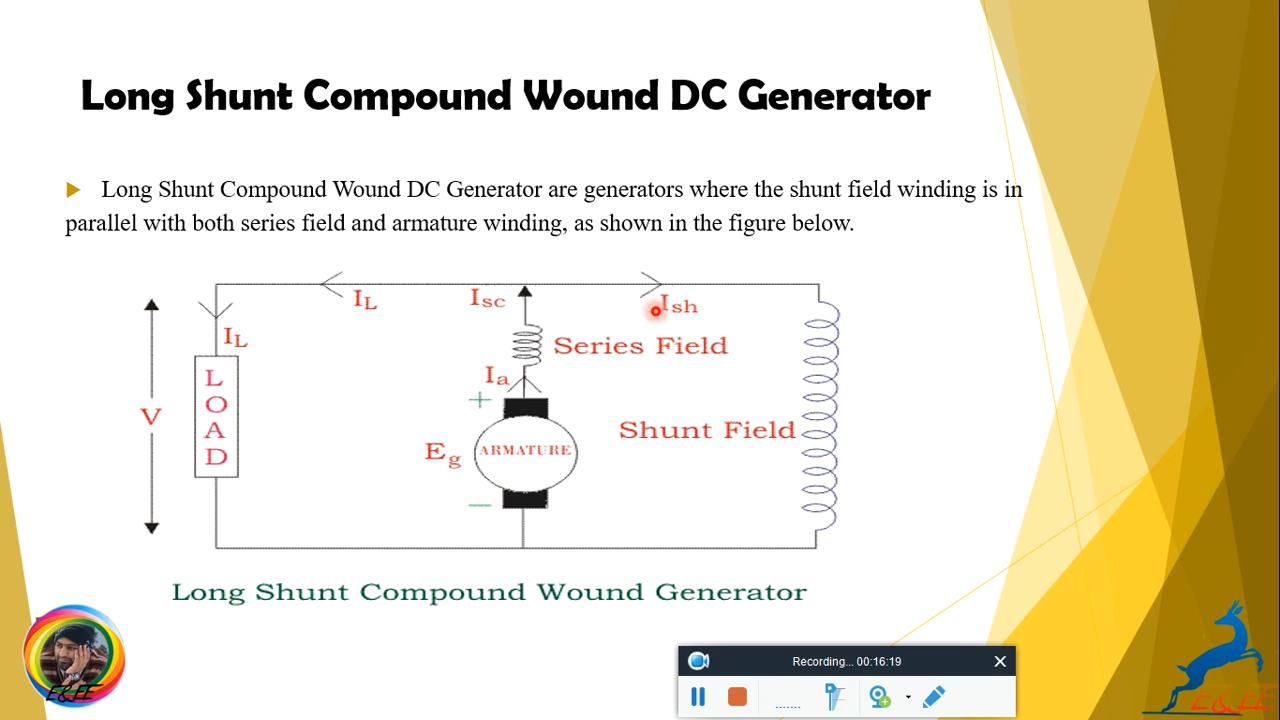 Long Shunt Compound Wound DC Generator
Long Shunt Compound Wound DC Generator are generators where the shunt field winding is in
parallel with both series field and armature winding, as shown in the figure below.
IL
Isc
Ish
IL
Series Field
Ia
+
L
O
A
D
V
Shunt Field
Eg
ARMATURE
—
Long Shunt Compound Wound Generator
Recording... 00:16:19
E&EE
E & EE